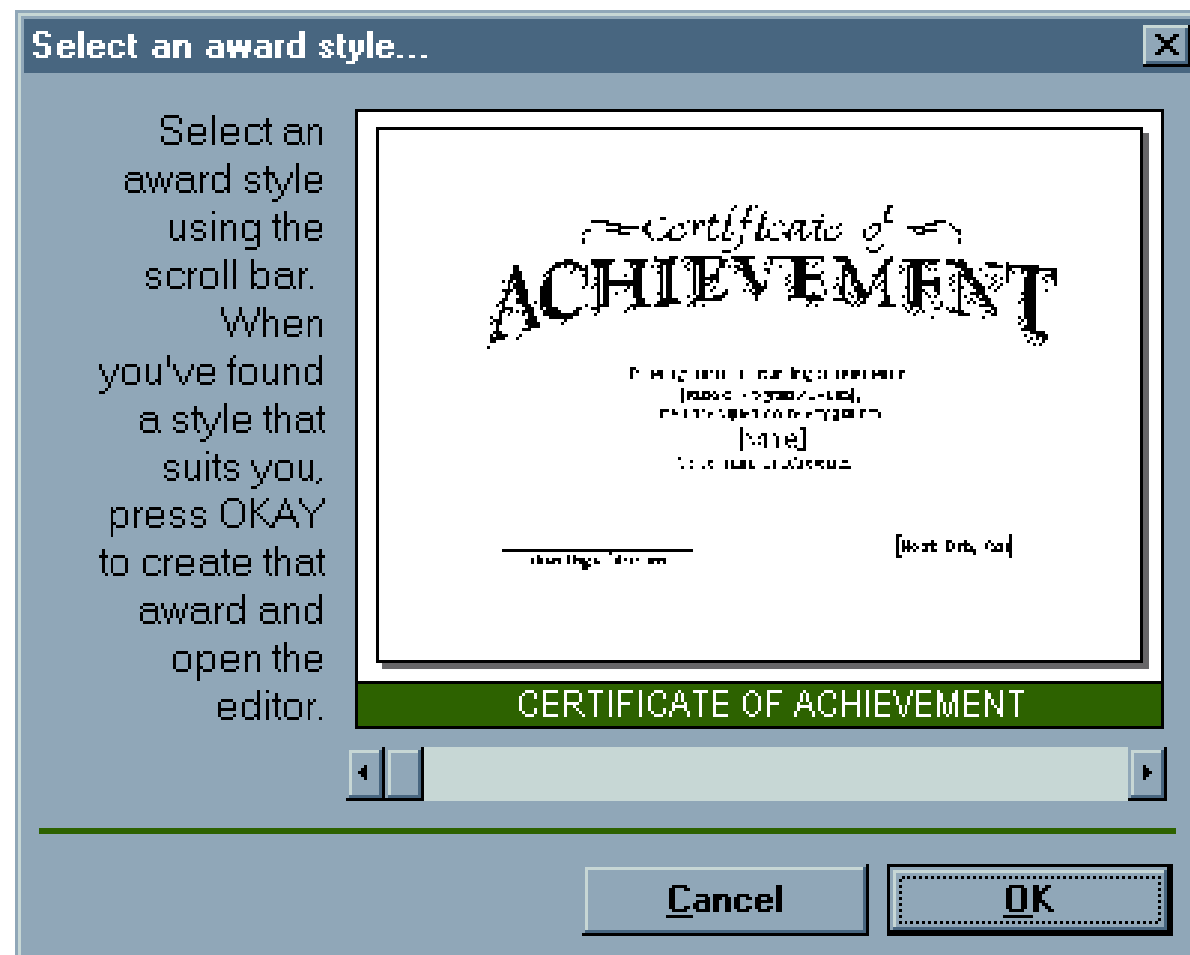 Select an award style...
Select an
award style
using the
scroll bar.
When
you've found
a style that
suits you,
press OKAY
to create that
award and
open the
editor.
Certificate of
ACHIEVEMENT
[Name]
CERTIFICATE OF ACHIEVEMENT
Cancel
OK